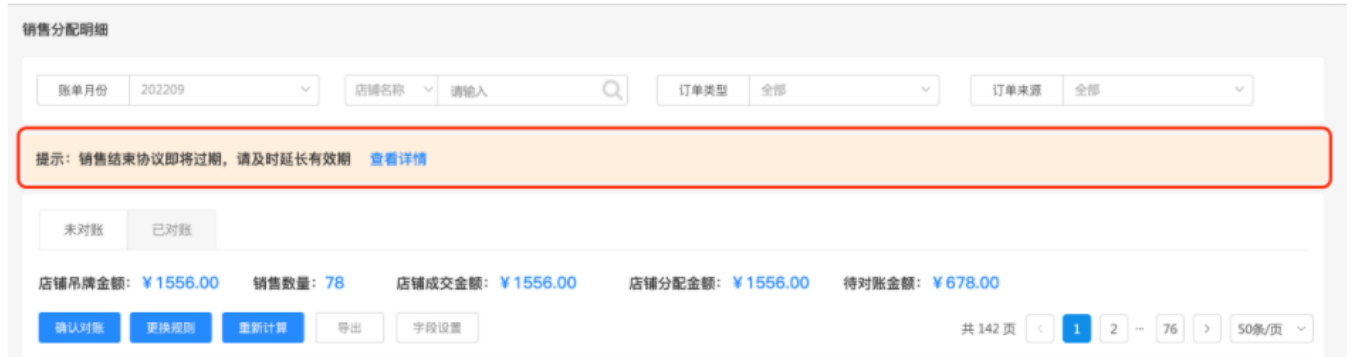 销售分配明细
账单月份 202209 店铺名称 请输入 订单类型 全部 订单来源 全部
提示：销售结束协议即将过期，请及时延长有效期 查看详情
未对账 已对账
店铺吊牌金额：￥1556.00 销售数量：78 店铺成交金额：￥1556.00 店铺分配金额：￥1556.00 待对账金额：￥678.00
确认对账 更换规则 重新计算 导出 字段设置 共 142 页 < 1 2 ··· 76 > 50条/页